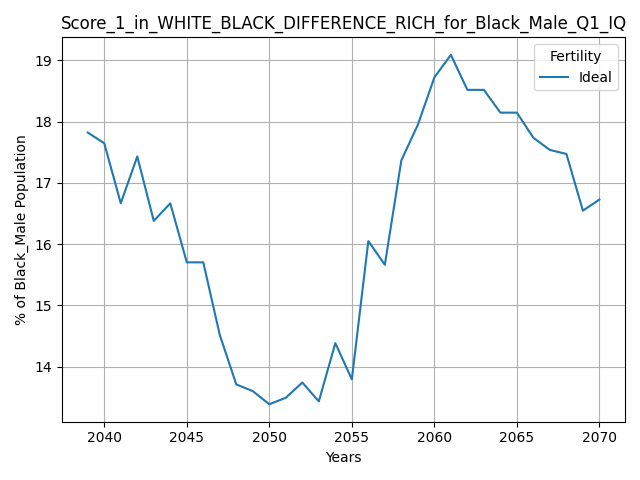 Score_1_in_WHITE_BLACK_DIFFERENCE_RICH_for_Black_Male_Q1_IQ
Fertility
Ideal
% of Black_Male Population
19
18
17
16
15
14
2040 2045 2050 2055 2060 2065 2070
Years